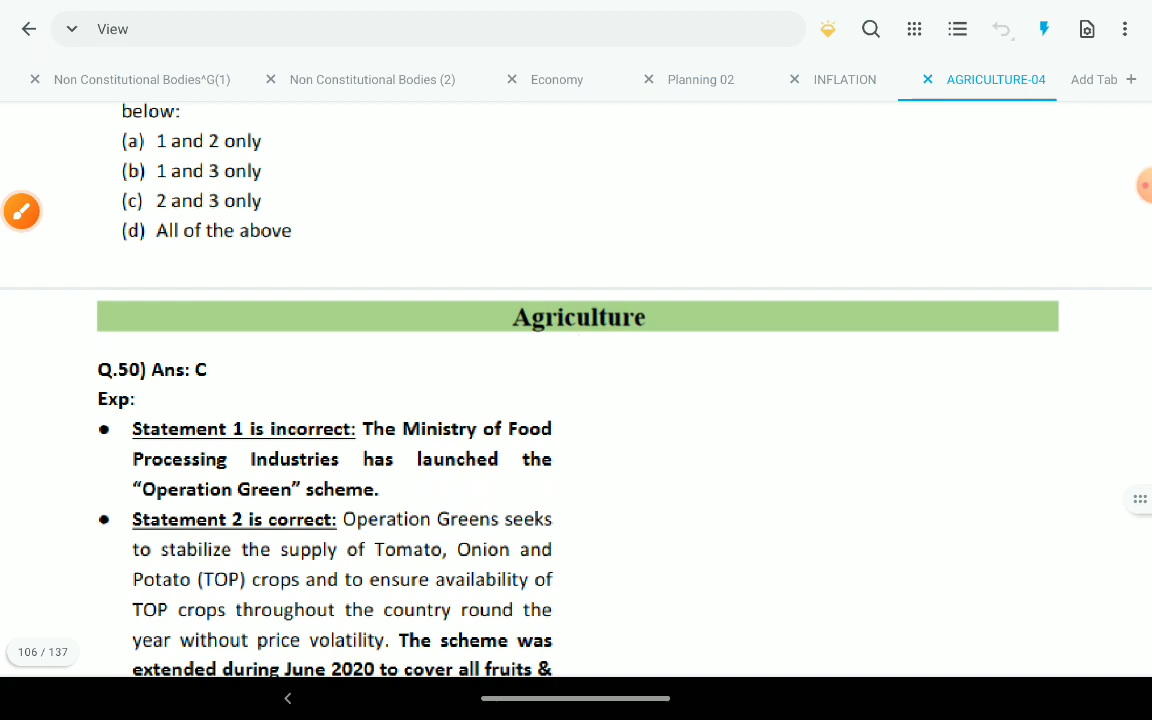 View
Non Constitutional Bodies^G(1)
Non Constitutional Bodies (2)
Economy
Planning 02
INFLATION
AGRICULTURE-04
Add Tab +
below:
(a) 1 and 2 only
(b) 1 and 3 only
(c) 2 and 3 only
(d) All of the above
Agriculture
Q.50) Ans: C
Exp:
● Statement 1 is incorrect: The Ministry of Food
Processing Industries has launched the
“Operation Green” scheme.
● Statement 2 is correct: Operation Greens seeks
to stabilize the supply of Tomato, Onion and
Potato (TOP) crops and to ensure availability of
TOP crops throughout the country round the
year without price volatility. The scheme was
extended during June 2020 to cover all fruits &
106 / 137